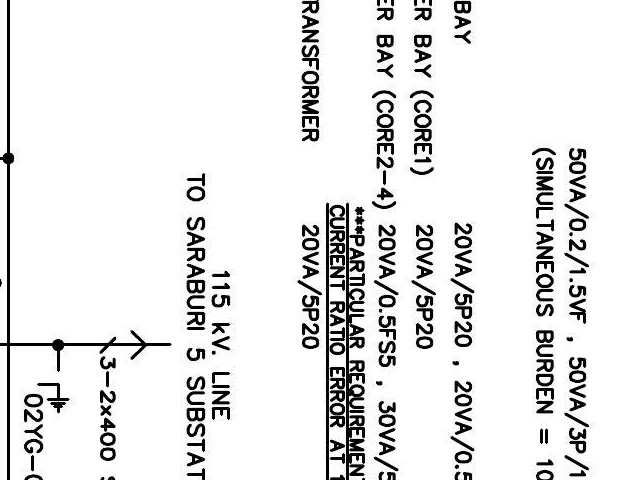 50VA/0.2/1.5VF , 50VA/3P/1
(SIMULTANEOUS BURDEN = 10
BAY 20VA/5P20 , 20VA/0.5
ER BAY (CORE1) 20VA/5P20
ER BAY (CORE2-4) 20VA/0.5FS5 , 30VA/5
***PARTICULAR REQUIREMENT
CURRENT RATIO ERROR AT 1
RANSFORMER 20VA/5P20
115 kV. LINE
TO SARABURI 5 SUBSTAT
3-2x400 S
02YG-0